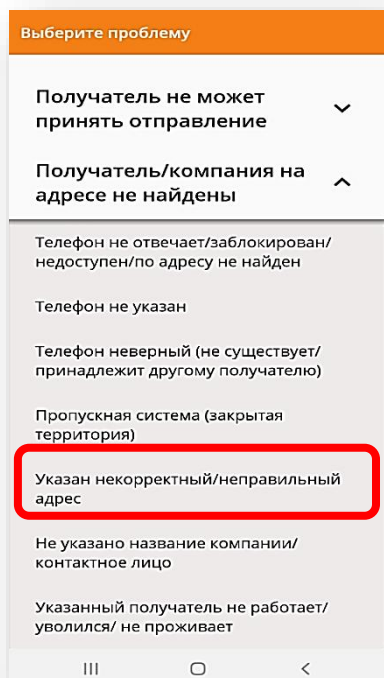 Выберите проблему
Получатель не может
принять отправление
Получатель/компания на
адресе не найдены
Телефон не отвечает/заблокирован/
недоступен/по адресу не найден
Телефон не указан
Телефон неверный (не существует/
принадлежит другому получателю)
Пропускная система (закрытая
территория)
Указан некорректный/неправильный
адрес
Не указано название компании/
контактное лицо
Указанный получатель не работает/
уволился/ не проживает